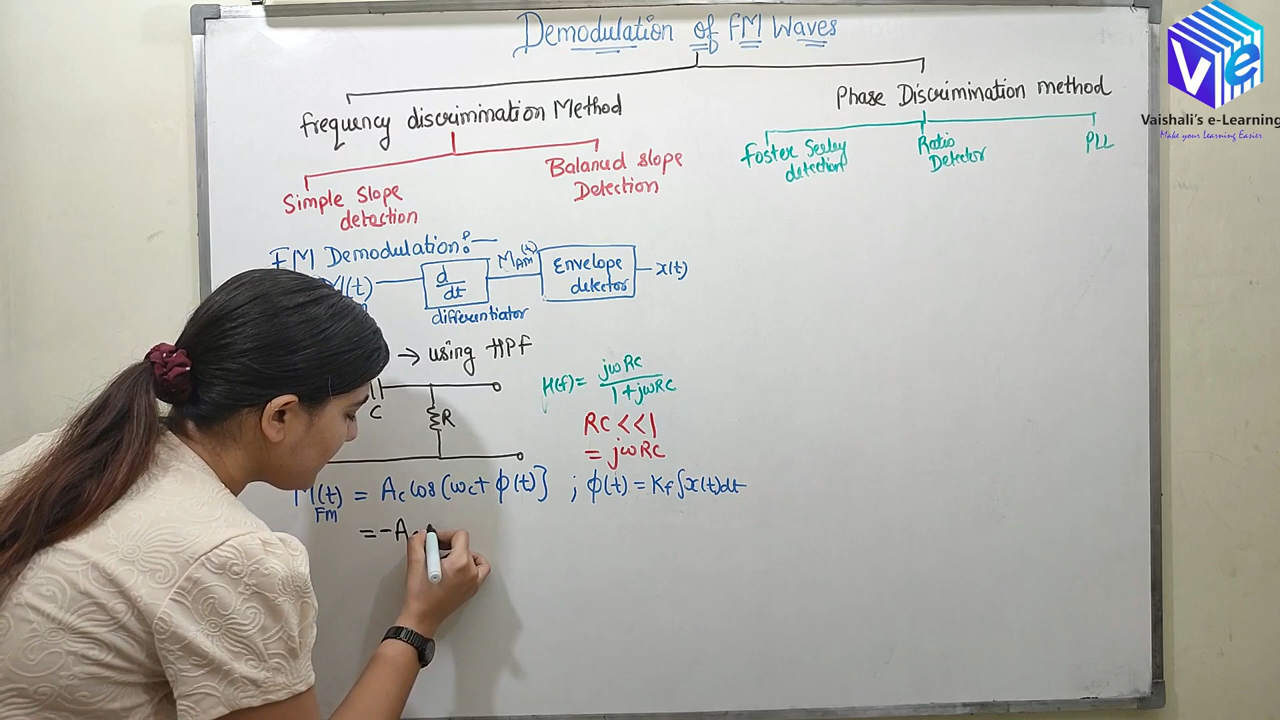 Demodulation of FM Waves
frequency discrimination Method
Phase Discrimination method
Simple slope detection
Balanced slope Detection
Foster Seeley detection
Ratio Detector
PLL
FM Demodulation:-
(t)
d/dt
differentiator
M_AM(t)
Envelope detector
x(t)
→ using HPF
C
R
H(f) = jωRC / 1+jωRC
RC<<1
= jωRC
M(t) = Ac cos(ωct φ(t)} ; φ(t) = Kf∫x(t)dt
FM
= -A
Ve
Vaishali's e-Learning
Make your Learning Easier